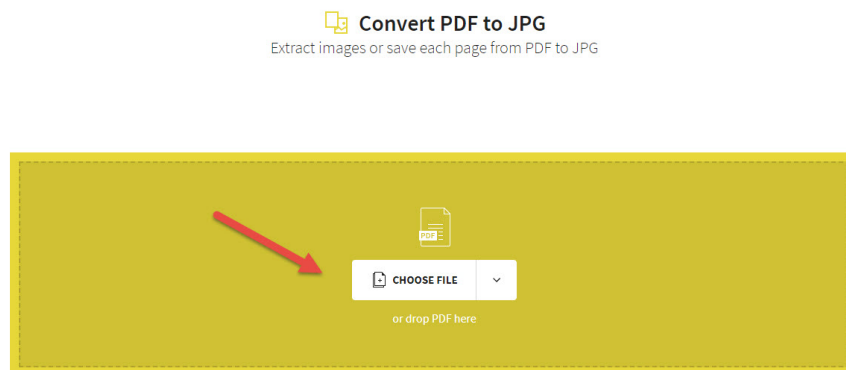 Convert PDF to JPG
Extract images or save each page from PDF to JPG
PDF
CHOOSE FILE
or drop PDF here